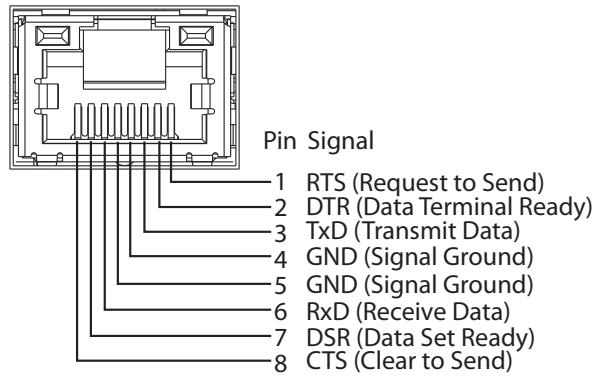 Pin Signal
1 RTS (Request to Send)
2 DTR (Data Terminal Ready)
3 TxD (Transmit Data)
4 GND (Signal Ground)
5 GND (Signal Ground)
6 RxD (Receive Data)
7 DSR (Data Set Ready)
8 CTS (Clear to Send)